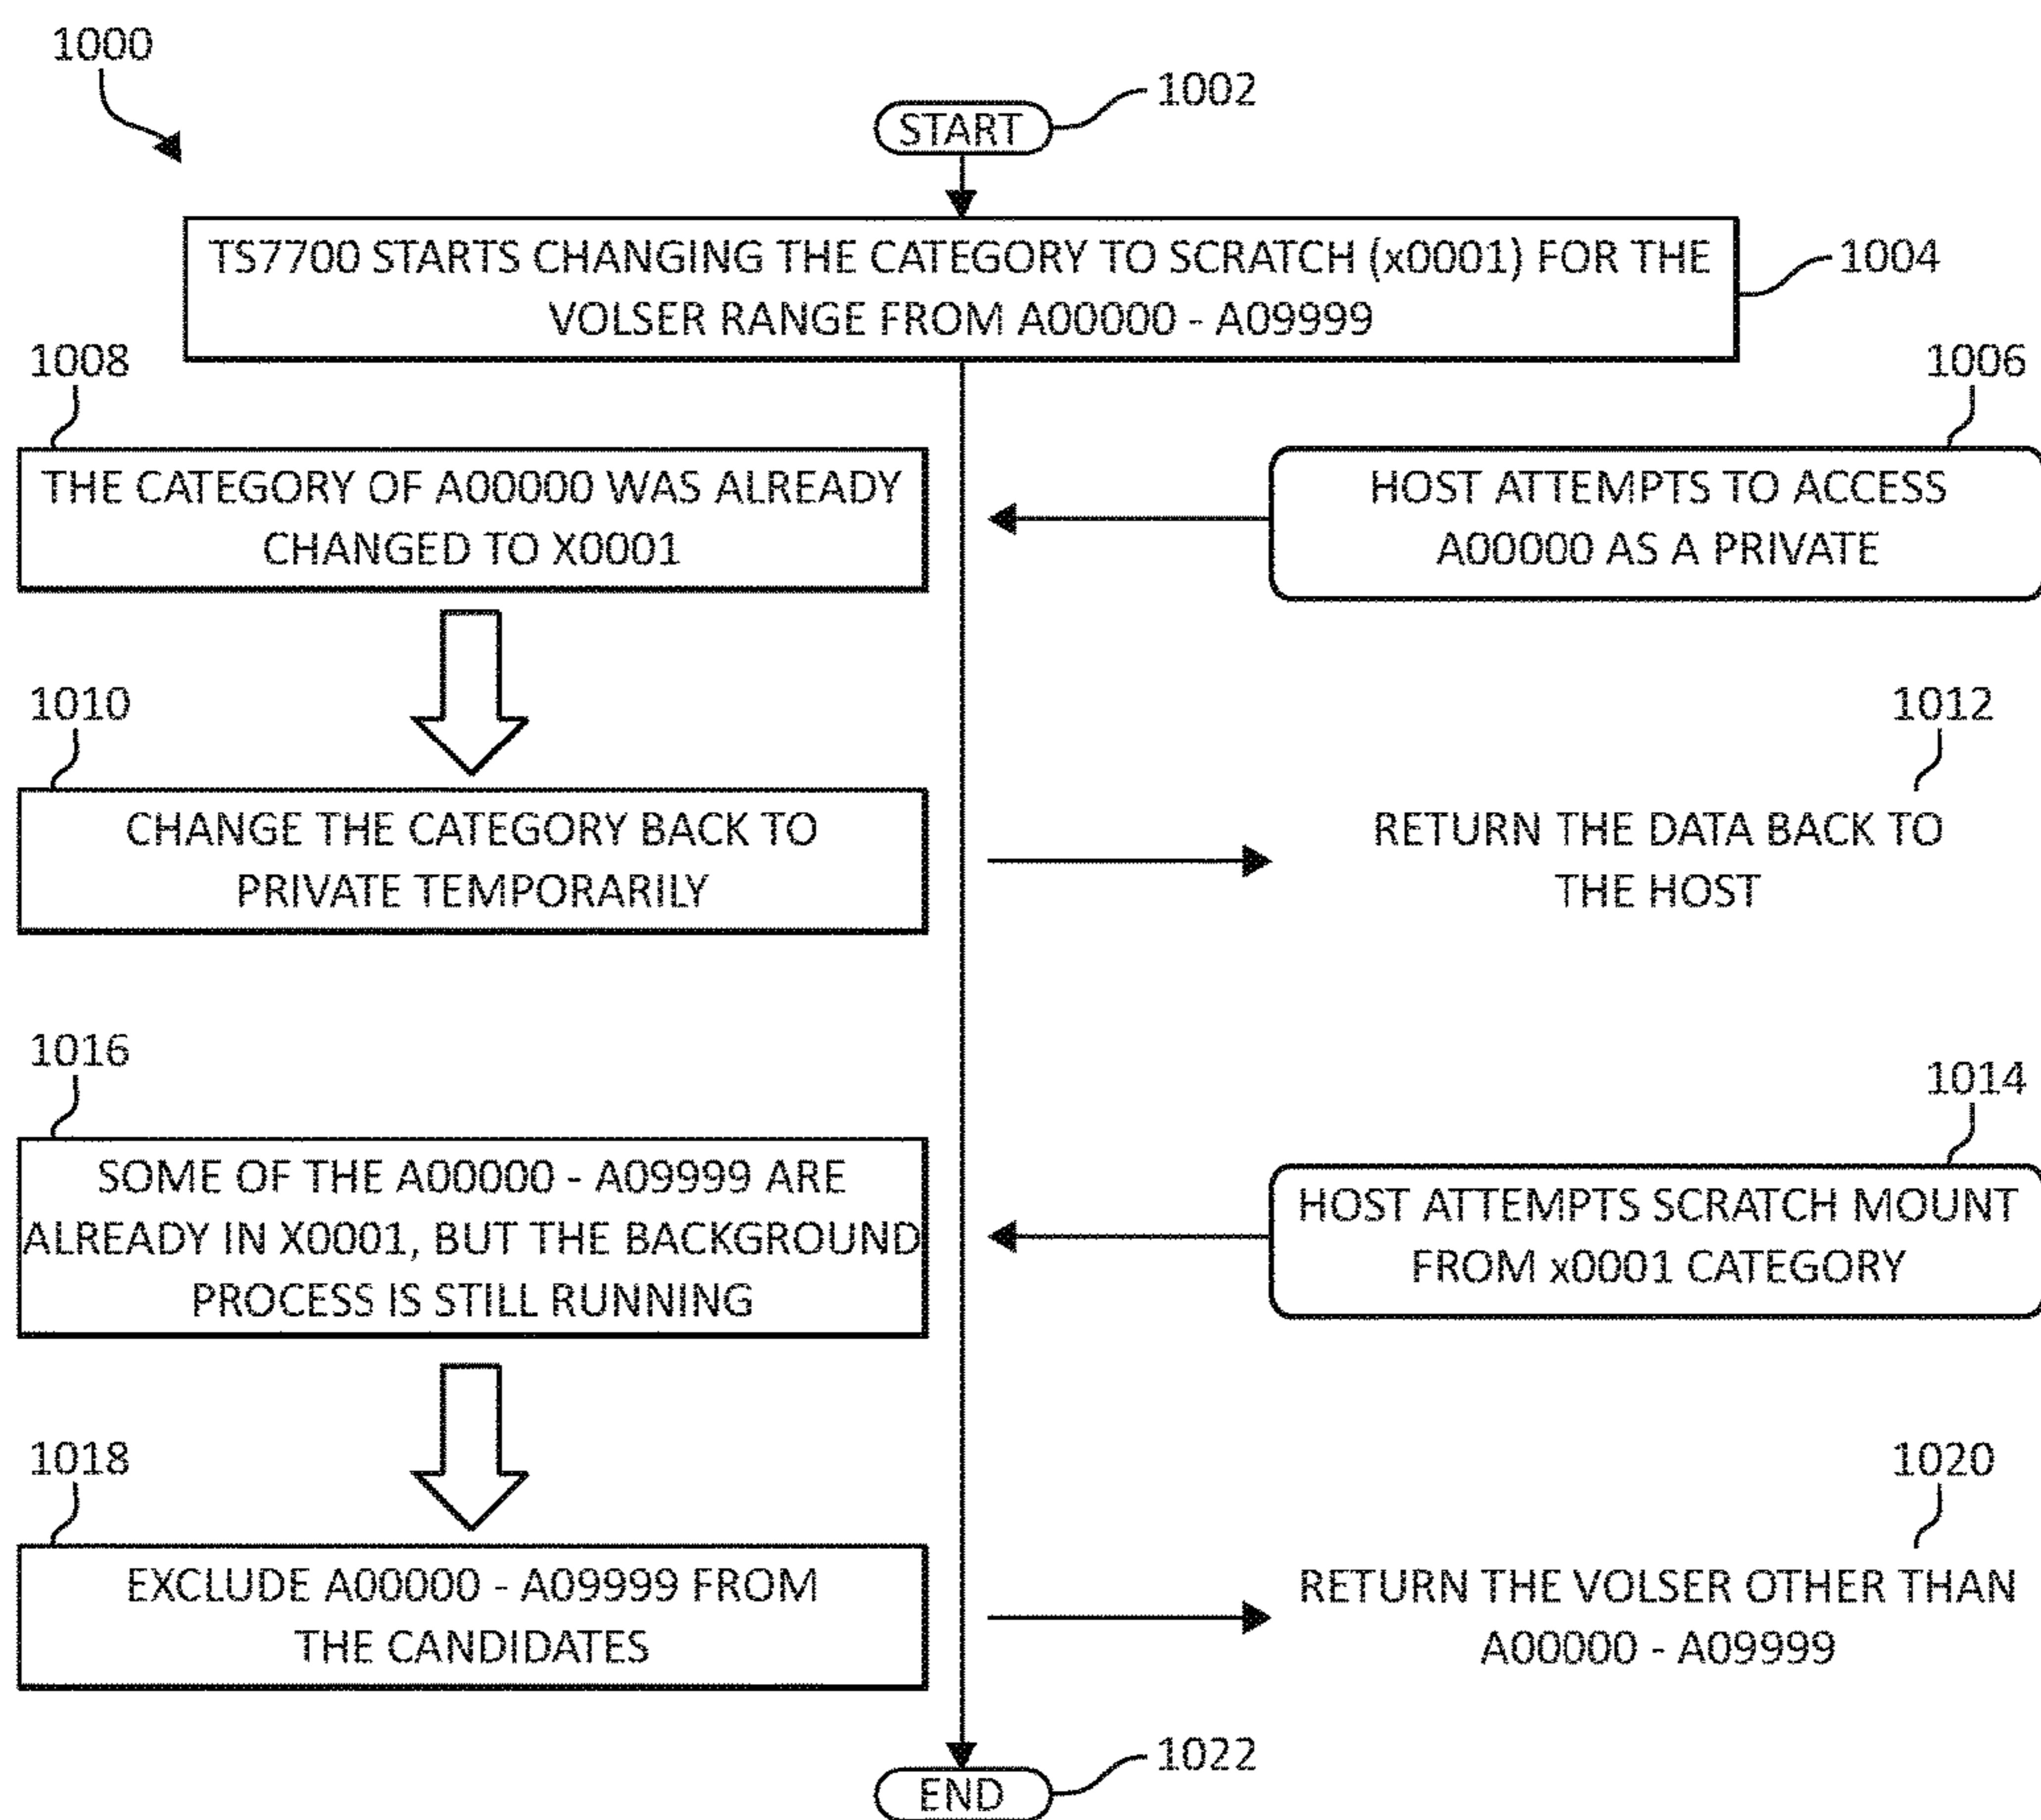 1000
1002
START
TS7700 STARTS CHANGING THE CATEGORY TO SCRATCH (x0001) FOR THE
VOLSER RANGE FROM A00000 - A09999
1004
1008
1006
THE CATEGORY OF A00000 WAS ALREADY
CHANGED TO X0001
HOST ATTEMPTS TO ACCESS
A00000 AS A PRIVATE
1010
1012
CHANGE THE CATEGORY BACK TO
PRIVATE TEMPORARILY
RETURN THE DATA BACK TO
THE HOST
1016
1014
SOME OF THE A00000 - A09999 ARE
ALREADY IN X0001, BUT THE BACKGROUND
PROCESS IS STILL RUNNING
HOST ATTEMPTS SCRATCH MOUNT
FROM x0001 CATEGORY
1018
1020
EXCLUDE A00000 - A09999 FROM
THE CANDIDATES
RETURN THE VOLSER OTHER THAN
A00000 - A09999
1022
END